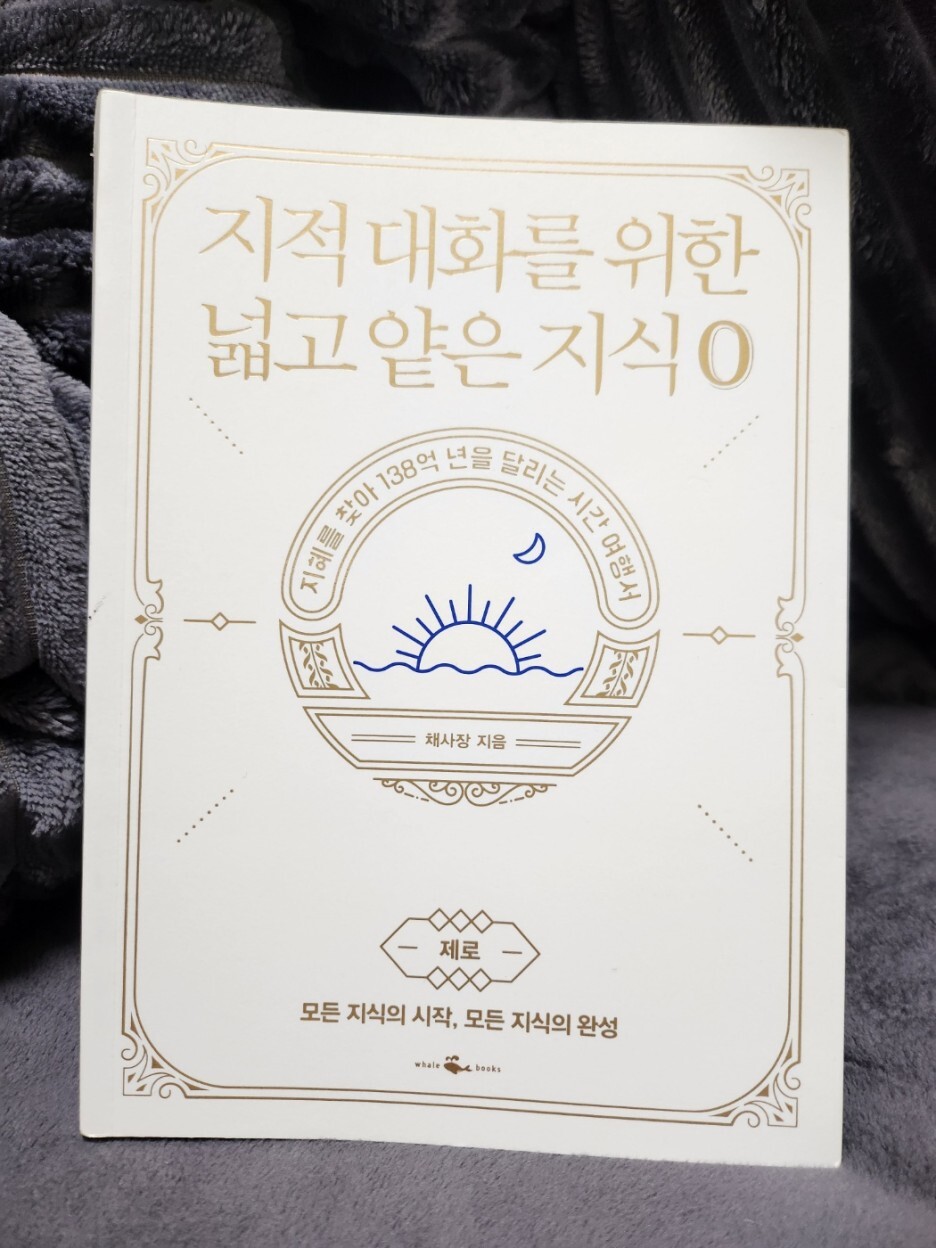 지적 대화를 위한
넓고 얕은 지식 0
지혜를 찾아 138억 년을 달리는 시간 여행서
채사장 지음
제로
모든 지식의 시작, 모든 지식의 완성
whale books